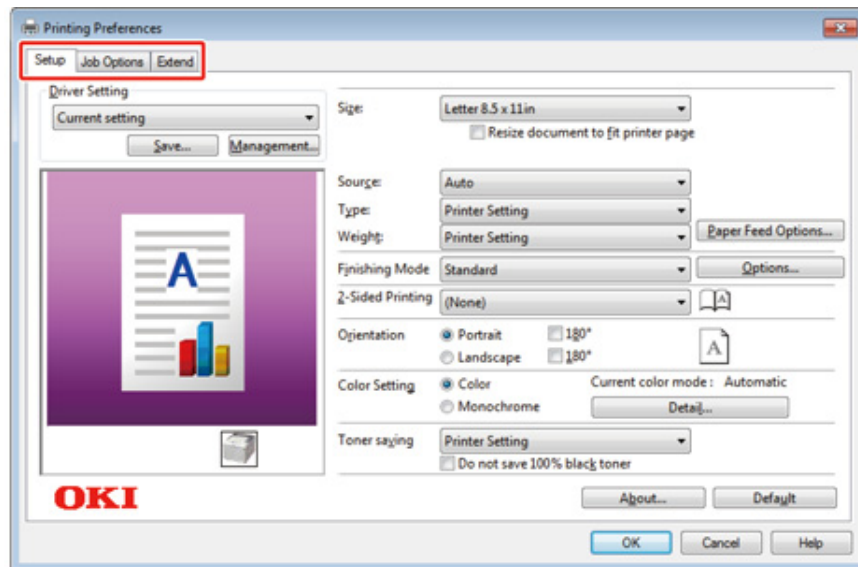 Printing Preferences
Setup Job Options Extend
Driver Setting
Current setting
Save... Management...
A
OKI
Size: Letter 8.5 x 11in
Resize document to fit printer page
Source: Auto
Type: Printer Setting
Weight: Printer Setting Paper Feed Options...
Finishing Mode Standard Options...
2-Sided Printing (None) A
Orientation Portrait 180°
Landscape 180°
A
Color Setting Color Current color mode : Automatic
Monochrome Detail...
Toner saving Printer Setting
Do not save 100% black toner
About... Default
OK Cancel Help